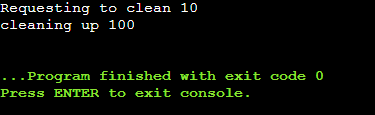 Requesting to clean 10
cleaning up 100
...Program finished with exit code 0
Press ENTER to exit console.